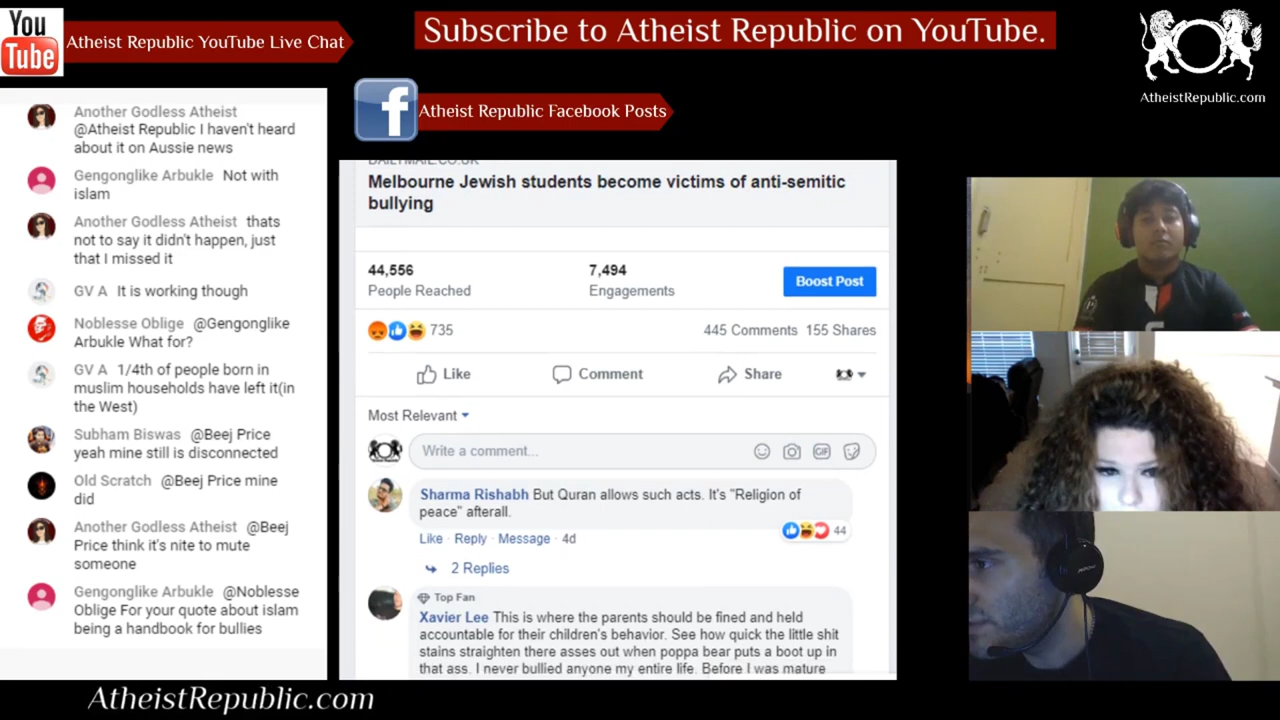 You
Tube
Atheist Republic YouTube Live Chat
Subscribe to Atheist Republic on YouTube.
AtheistRepublic.com
f
Atheist Republic Facebook Posts
Another Godless Atheist
@Atheist Republic I haven't heard
about it on Aussie news
Gengonglike Arbukle Not with
islam
Another Godless Atheist thats
not to say it didn't happen, just
that I missed it
GV A It is working though
Noblesse Oblige @Gengonglike
Arbukle What for?
GV A 1/4th of people born in
muslim households have left it(in
the West)
Subham Biswas @Beej Price
yeah mine still is disconnected
Old Scratch @Beej Price mine
did
Another Godless Atheist @Beej
Price think it's nite to mute
someone
Gengonglike Arbukle @Noblesse
Oblige For your quote about islam
being a handbook for bullies
DAILYMAIL.CO.UK
Melbourne Jewish students become victims of anti-semitic
bullying
44,556
People Reached
7,494
Engagements
Boost Post
735
445 Comments 155 Shares
Like
Comment
Share
Most Relevant
Write a comment...
GIF
Sharma Rishabh But Quran allows such acts. It's "Religion of
peace" afterall.
44
Like · Reply · Message · 4d
2 Replies
Top Fan
Xavier Lee This is where the parents should be fined and held
accountable for their children's behavior. See how quick the little shit
stains straighten there asses out when poppa bear puts a boot up in
that ass. I never bullied anyone my entire life. Before I was mature
AtheistRepublic.com